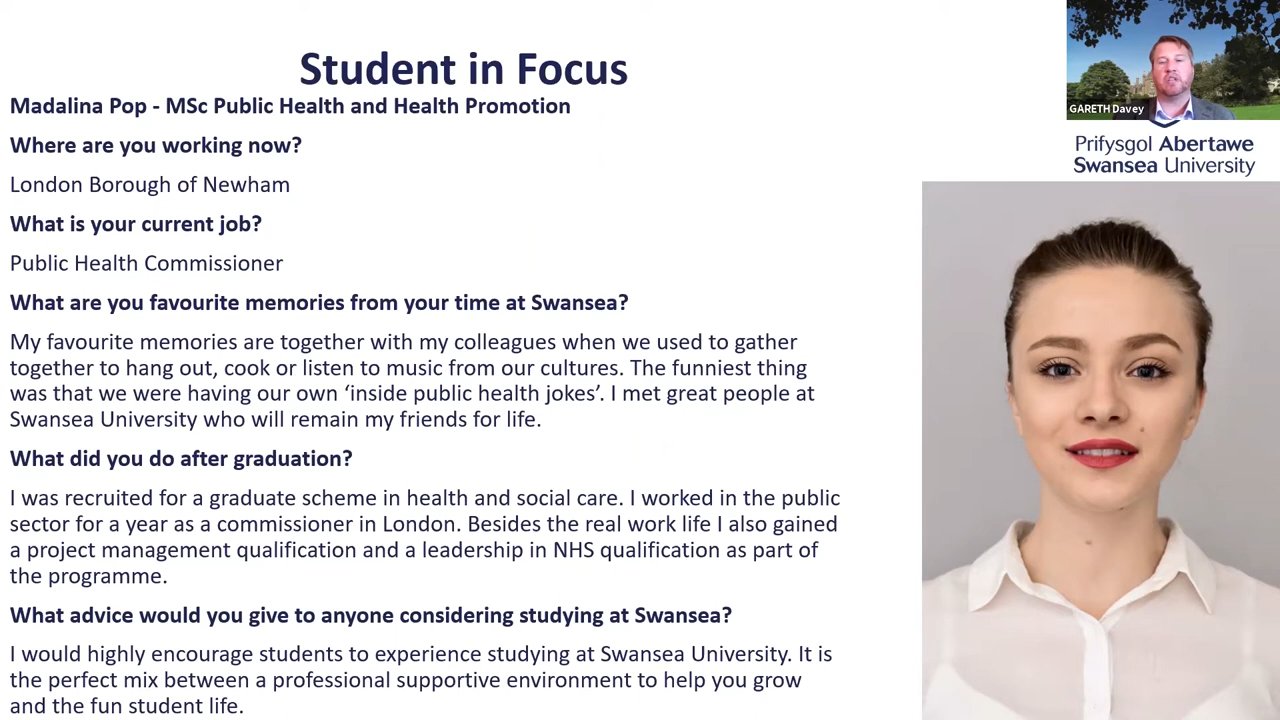 Student in Focus
Madalina Pop - MSc Public Health and Health Promotion
Where are you working now?
London Borough of Newham
What is your current job?
Public Health Commissioner
What are you favourite memories from your time at Swansea?
My favourite memories are together with my colleagues when we used to gather
together to hang out, cook or listen to music from our cultures. The funniest thing
was that we were having our own ‘inside public health jokes’. I met great people at
Swansea University who will remain my friends for life.
What did you do after graduation?
I was recruited for a graduate scheme in health and social care. I worked in the public
sector for a year as a commissioner in London. Besides the real work life I also gained
a project management qualification and a leadership in NHS qualification as part of
the programme.
What advice would you give to anyone considering studying at Swansea?
I would highly encourage students to experience studying at Swansea University. It is
the perfect mix between a professional supportive environment to help you grow
and the fun student life.
GARETH Davey
Prifysgol Abertawe
Swansea University